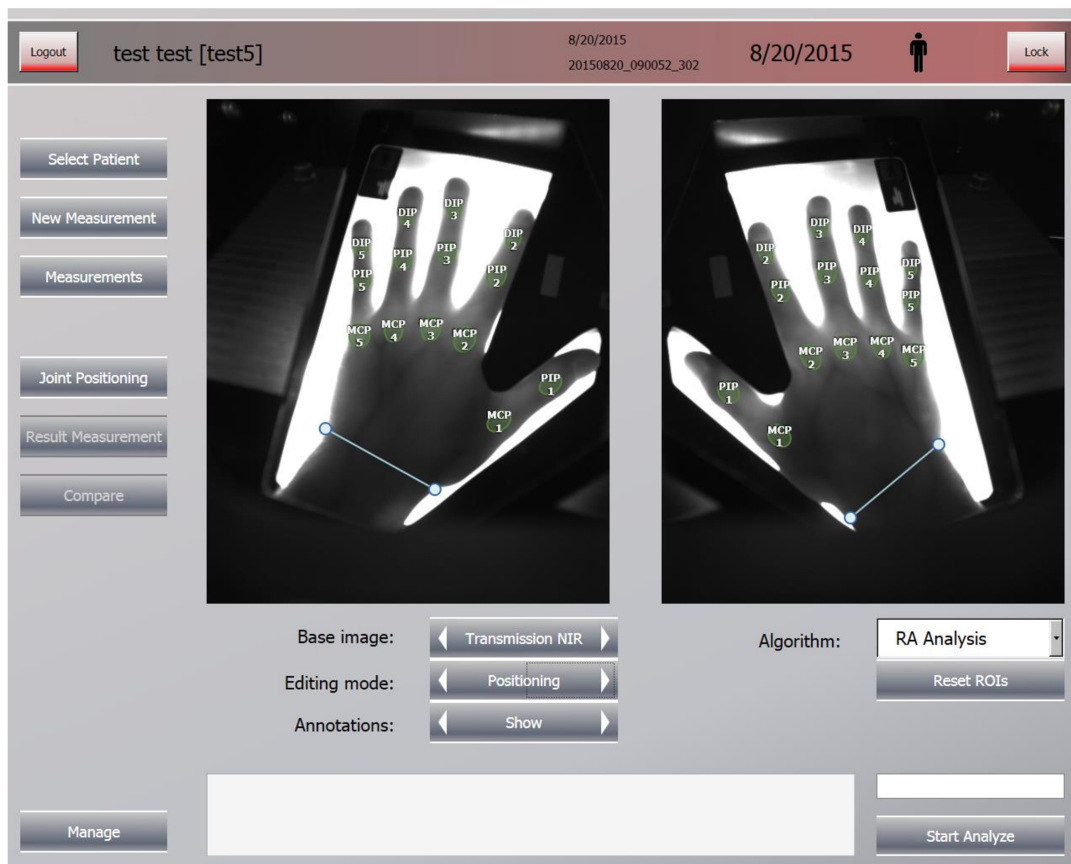 Logout
test test [test5]
8/20/2015
20150820_090052_302
8/20/2015
Lock
Select Patient
New Measurement
Measurements
Joint Positioning
Result Measurement
Compare
Manage
DIP
5
DIP
4
DIP
3
DIP
2
PIP
5
PIP
4
PIP
3
PIP
2
MCP
5
MCP
4
MCP
3
MCP
2
PIP
1
MCP
1
DIP
2
DIP
3
DIP
4
DIP
5
PIP
2
PIP
3
PIP
4
PIP
5
MCP
2
MCP
3
MCP
4
MCP
5
PIP
1
MCP
1
Base image:
Transmission NIR
Editing mode:
Positioning
Annotations:
Show
Algorithm:
RA Analysis
Reset ROIs
Start Analyze